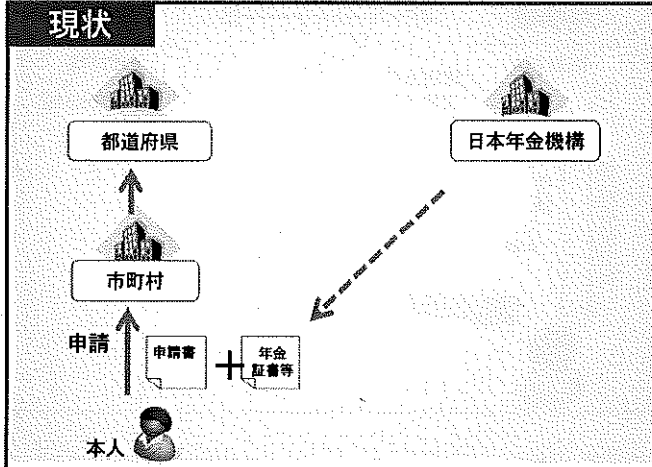 現状
都道府県
日本年金機構
市町村
申請
申請書
年金
証書等
本人